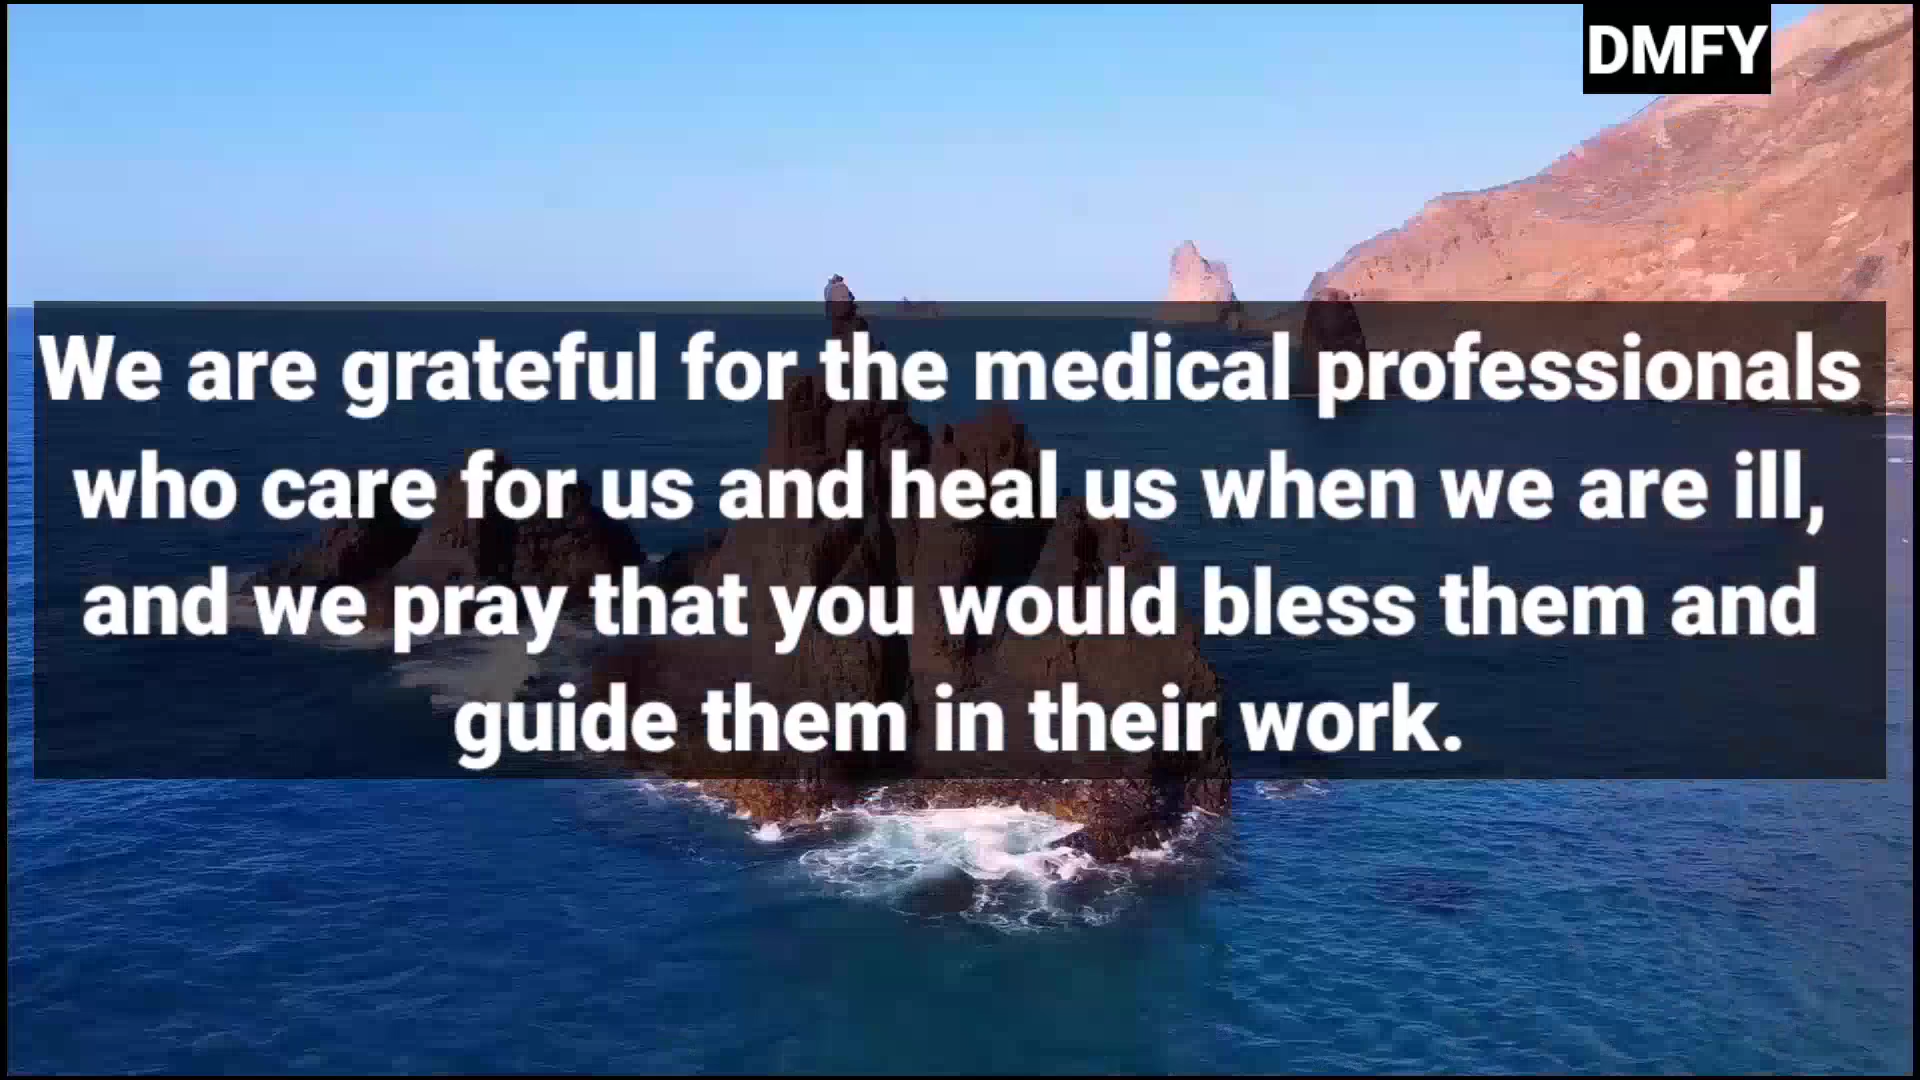 DMFY
We are grateful for the medical professionals
who care for us and heal us when we are ill,
and we pray that you would bless them and
guide them in their work.